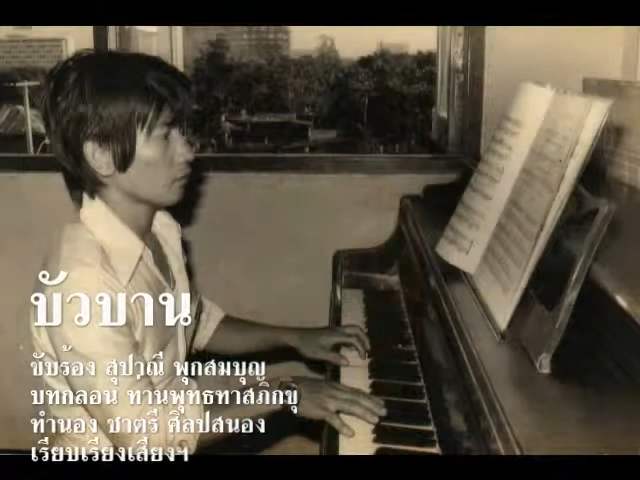 บัวบาน
ขับร้อง สุปาณี พุกสมบุญ
บทกลอน ท่านพุทธทาสภิกขุ
ทำนอง ชาตรี ศิลปสนอง
เรียบเรียงเสียงฯ